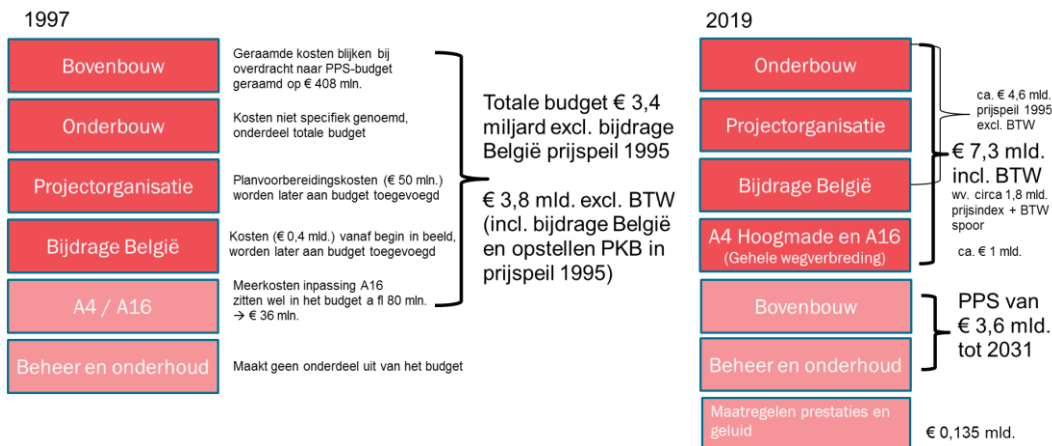 1997
Bovenbouw
Geraamde kosten blijken bij
overdracht naar PPS-budget
geraamd op € 408 mln.
Onderbouw
Kosten niet specifiek genoemd,
onderdeel totale budget
Projectorganisatie
Planvoorbereidingskosten (€ 50 mln.)
worden later aan budget toegevoegd
Bijdrage België
Kosten (€ 0,4 mld.) vanaf begin in beeld,
worden later aan budget toegevoegd
A4 / A16
Meerkosten inpassing A16
zitten wel in het budget a fl 80 mln.
→ € 36 mln.
Beheer en onderhoud
Maakt geen onderdeel uit van het budget
Totale budget € 3,4
miljard excl. bijdrage
België prijspeil 1995
€ 3,8 mld. excl. BTW
(incl. bijdrage België
en opstellen PKB in
prijspeil 1995)
2019
Onderbouw
Projectorganisatie
Bijdrage België
A4 Hoogmade en A16
(Gehele wegverbreding)
Bovenbouw
Beheer en onderhoud
Maatregelen prestaties en
geluid
ca. € 4,6 mld.
prijspeil 1995
excl. BTW
€ 7,3 mld.
incl. BTW
wv. circa 1,8 mld.
prijsindex + BTW
spoor
ca. € 1 mld.
PPS van
€ 3,6 mld.
tot 2031
€ 0,135 mld.